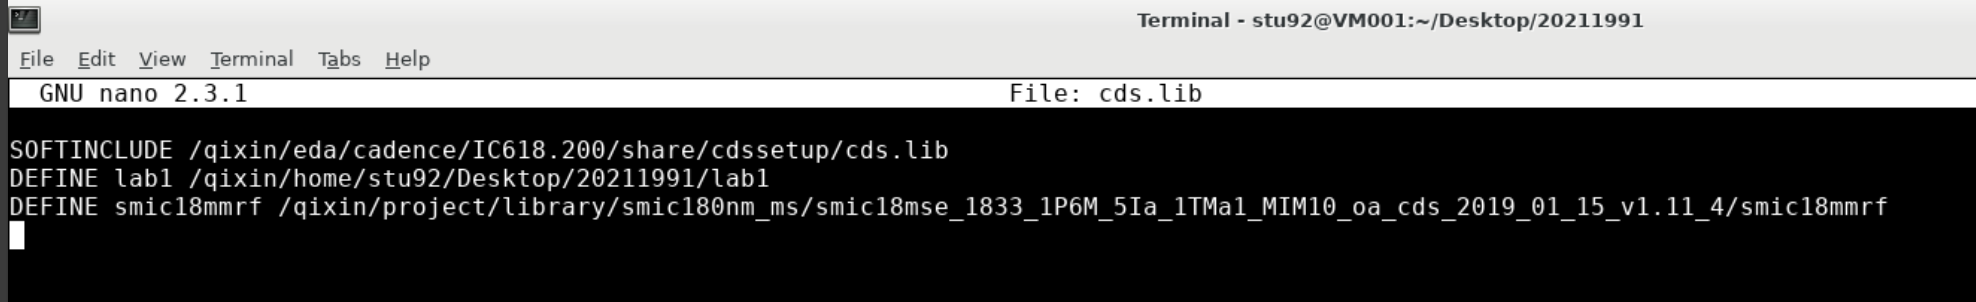 Terminal - stu92@VM001:~/Desktop/20211991
File Edit View Terminal Tabs Help
GNU nano 2.3.1 File: cds.lib
SOFTINCLUDE /qixin/eda/cadence/IC618.200/share/cdssetup/cds.lib
DEFINE lab1 /qixin/home/stu92/Desktop/20211991/lab1
DEFINE smic18mmrf /qixin/project/library/smic180nm_ms/smic18mse_1833_1P6M_5Ia_1TMa1_MIM10_oa_cds_2019_01_15_v1.11_4/smic18mmrf